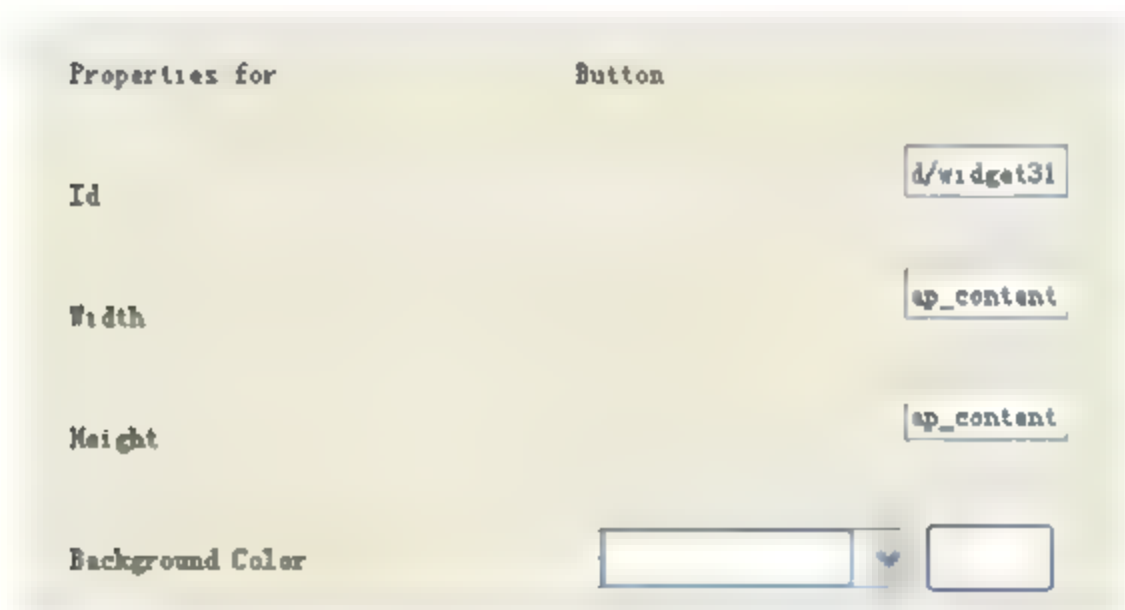 Properties for Button
Id d/widget31
Width ap_content
Height ap_content
Background Color